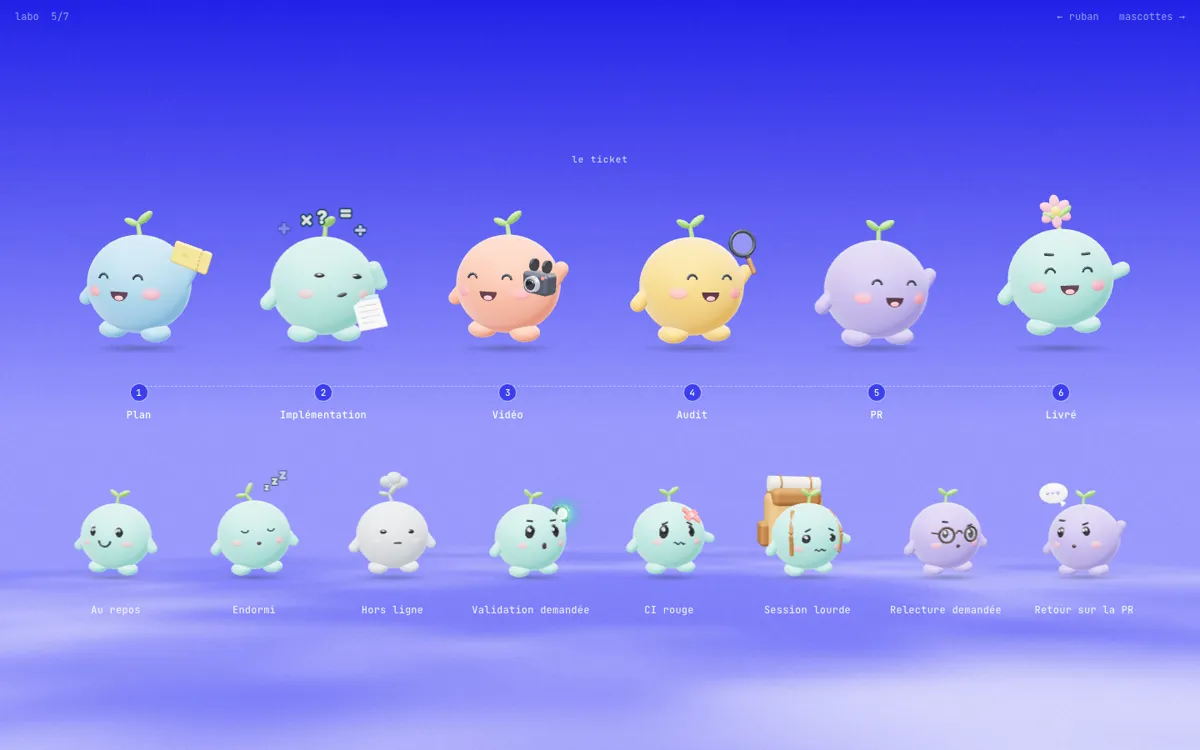 labo 5/7
← ruban mascottes →
le ticket
+ × ? = ÷
1 2 3 4 5 6
Plan Implémentation Vidéo Audit PR Livré
z z z
Au repos Endormi Hors ligne Validation demandée CI rouge Session lourde Relecture demandée Retour sur la PR